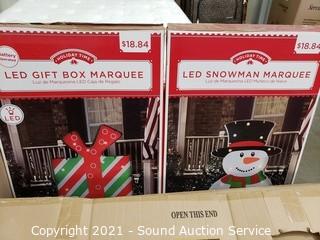 $18.84
HOLIDAY TIME
LED GIFT BOX MARQUEE
Luz de Marquesina LED Caja de Regalo
LED
$18.84
HOLIDAY TIME
LED SNOWMAN MARQUEE
Luz de Marquesina LED Muñeco de Nieve
OPEN THIS END
Copyright 2021 - Sound Auction Service